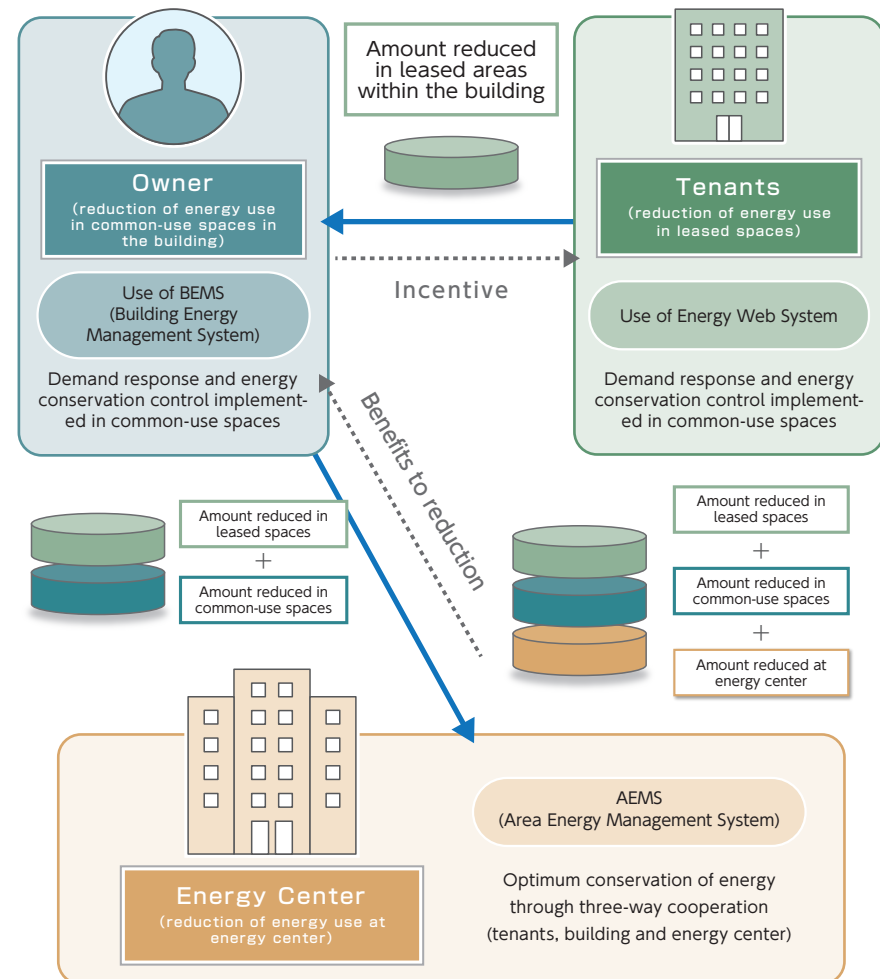 Amount reduced
in leased areas
within the building
Owner
(reduction of energy use
in common-use spaces in
the building)
Use of BEMS
(Building Energy
Management System)
Demand response and energy
conservation control implement-
ed in common-use spaces
Incentive
Tenants
(reduction of energy use
in leased spaces)
Use of Energy Web System
Demand response and energy
conservation control implement-
ed in common-use spaces
Benefits to reduction
Amount reduced in
leased spaces
+
Amount reduced in
common-use spaces
Amount reduced in
leased spaces
+
Amount reduced in
common-use spaces
+
Amount reduced at
energy center
Energy Center
(reduction of energy use at
energy center)
AEMS
(Area Energy Management System)
Optimum conservation of energy
through three-way cooperation
(tenants, building and energy center)